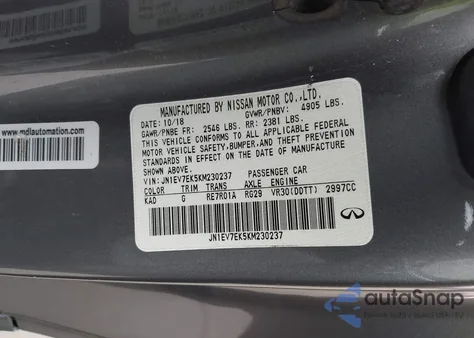 MANUFACTURED BY NISSAN MOTOR CO.,LTD.
DATE: 10/18 GVWR/PNBV: 4905 LBS.
GAWR/PNBE FR: 2546 LBS. RR: 2381 LBS.
THIS VEHICLE CONFORMS TO ALL APPLICABLE FEDERAL
MOTOR VEHICLE SAFETY,BUMPER,AND THEFT PREVENTION
STANDARDS IN EFFECT ON THE DATE OF MANUFACTURE
SHOWN ABOVE.
VIN: JN1EV7EK5KM230237 PASSENGER CAR
COLOR TRIM TRANS AXLE ENGINE
KAD G RE7R01A RG29 VR30(DDTT) 2997CC
JN1EV7EK5KM230237
www.mdlautomation.com
autoSnap